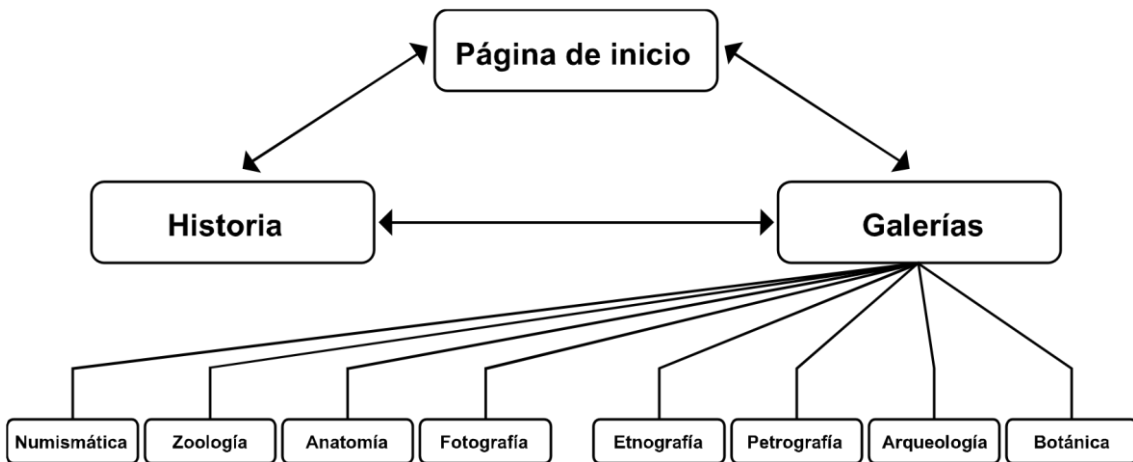 Página de inicio
Historia
Galerías
Numismática
Zoología
Anatomía
Fotografía
Etnografía
Petrografía
Arqueología
Botánica